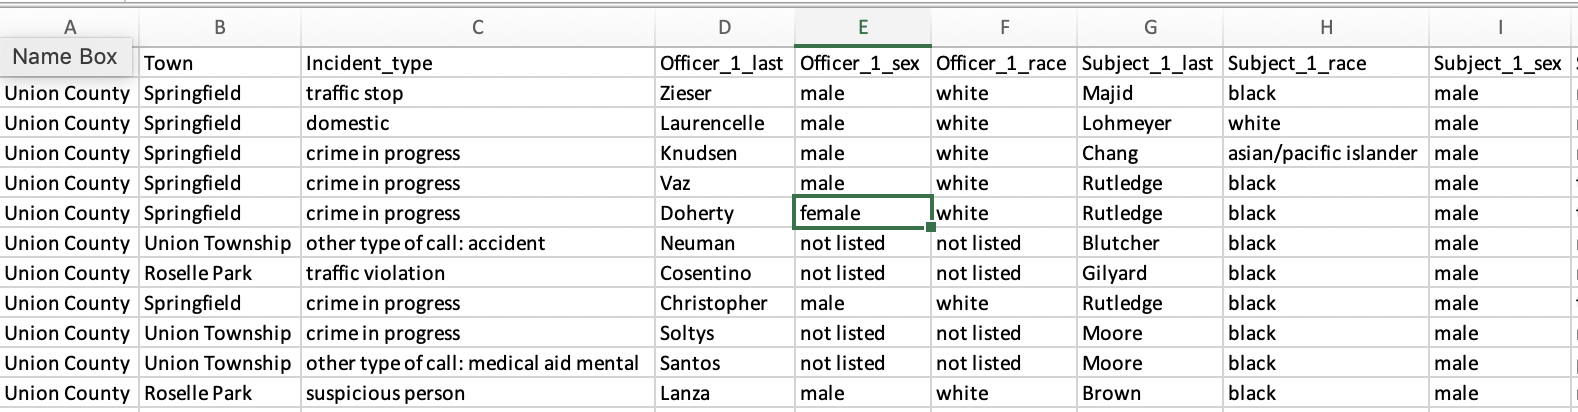 A B C D E F G H I
Name Box Town Incident_type Officer_1_last Officer_1_sex Officer_1_race Subject_1_last Subject_1_race Subject_1_sex
Union County Springfield traffic stop Zieser male white Majid black male
Union County Springfield domestic Laurencelle male white Lohmeyer white male
Union County Springfield crime in progress Knudsen male white Chang asian/pacific islander male
Union County Springfield crime in progress Vaz male white Rutledge black male
Union County Springfield crime in progress Doherty female white Rutledge black male
Union County Union Township other type of call: accident Neuman not listed not listed Blutcher black male
Union County Roselle Park traffic violation Cosentino not listed not listed Gilyard black male
Union County Springfield crime in progress Christopher male white Rutledge black male
Union County Union Township crime in progress Soltys not listed not listed Moore black male
Union County Union Township other type of call: medical aid mental Santos not listed not listed Moore black male
Union County Roselle Park suspicious person Lanza male white Brown black male